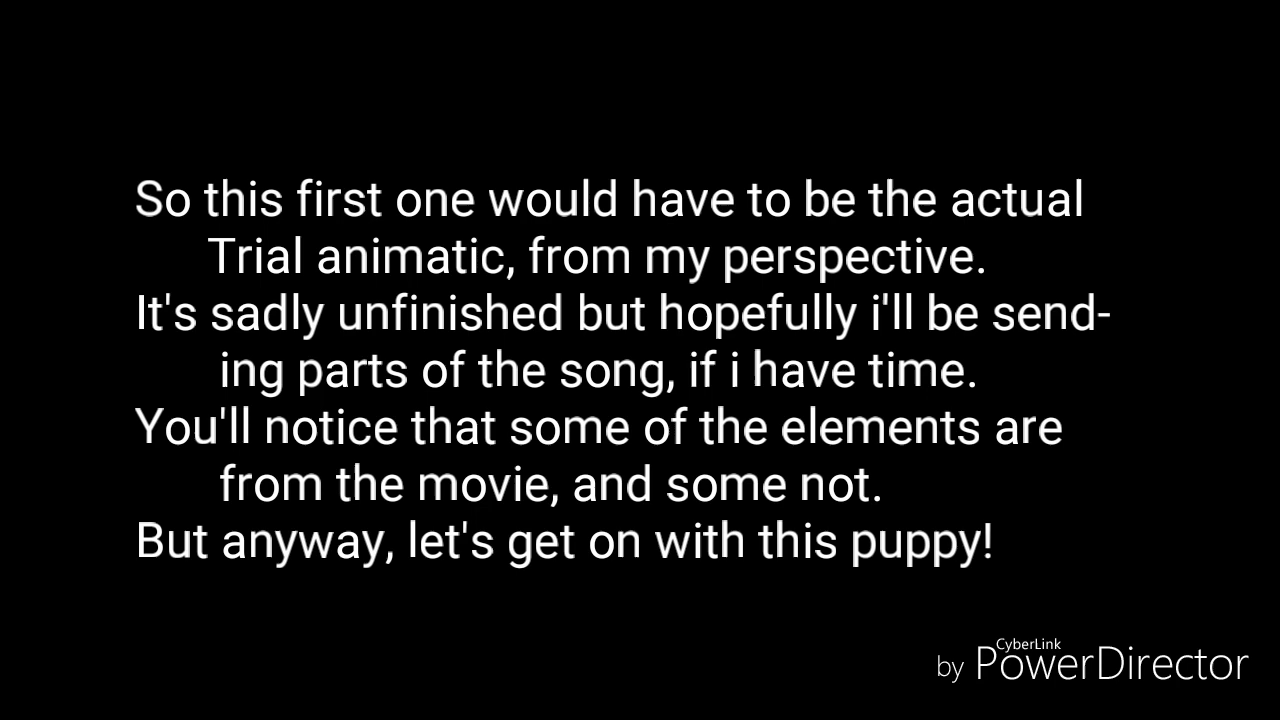 So this first one would have to be the actual
Trial animatic, from my perspective.
It's sadly unfinished but hopefully i'll be send-
ing parts of the song, if i have time.
You'll notice that some of the elements are
from the movie, and some not.
But anyway, let's get on with this puppy!
CyberLink
by PowerDirector